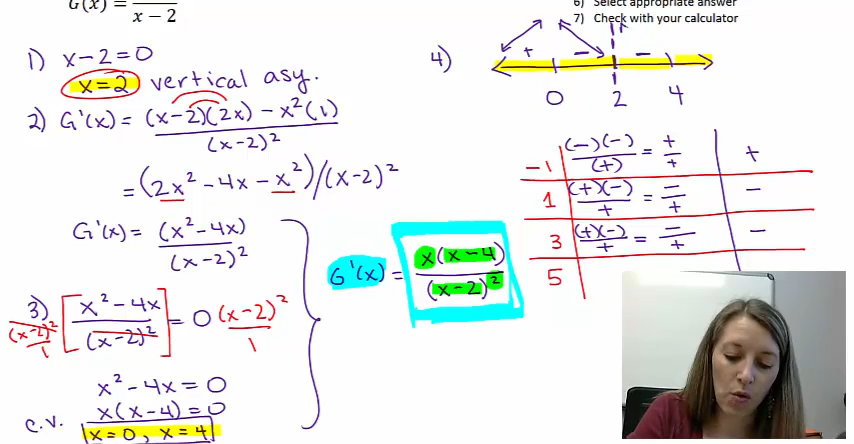 G(x) = ——— x − 2
6) Select appropriate answer
7) Check with your calculator
1) x − 2 = 0
x = 2 vertical asy.
2) G'(x) = (x−2)(2x) − x²(1) / (x−2)²
= (2x² − 4x − x²)/(x−2)²
G'(x) = (x² − 4x) / (x−2)²
3) (x−2)²/1 [x² − 4x / (x−2)²] = 0 (x−2)²/1
x² − 4x = 0
x(x−4) = 0
c.v. x = 0, x = 4
G'(x) = x(x−4) / (x−2)²
4) + − −
0 2 4
−1 (−)(−)/(+) = +/+ +
1 (+)(−)/+ = −/+ −
3 (+)(−)/+ = −/+ −
5